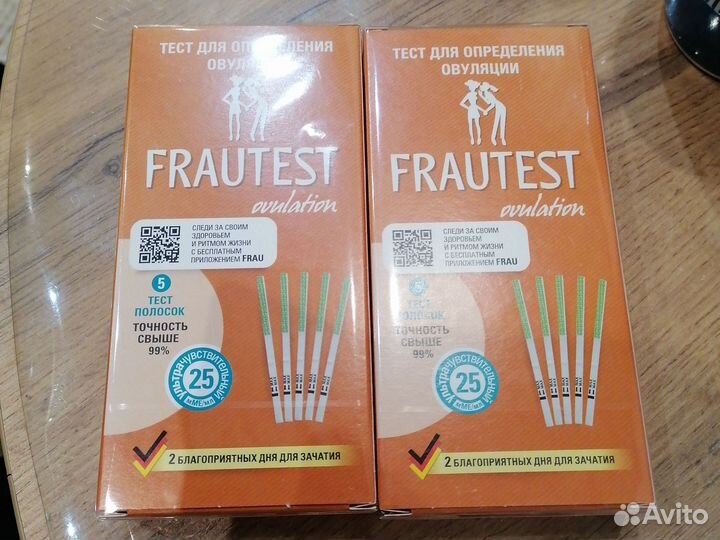 ТЕСТ ДЛЯ ОПРЕДЕЛЕНИЯ
ОВУЛЯЦИИ
FRAUTEST
ovulation
СЛЕДИ ЗА СВОИМ
ЗДОРОВЬЕМ
И РИТМОМ ЖИЗНИ
С БЕСПЛАТНЫМ
ПРИЛОЖЕНИЕМ FRAU
5
ТЕСТ
ПОЛОСОК
ТОЧНОСТЬ
СВЫШЕ
99%
ультрачувствительный
25
мМЕ/мл
2 БЛАГОПРИЯТНЫХ ДНЯ ДЛЯ ЗАЧАТИЯ
ТЕСТ ДЛЯ ОПРЕДЕЛЕНИЯ
ОВУЛЯЦИИ
FRAUTEST
ovulation
СЛЕДИ ЗА СВОИМ
ЗДОРОВЬЕМ
И РИТМОМ ЖИЗНИ
С БЕСПЛАТНЫМ
ПРИЛОЖЕНИЕМ FRAU
5
ТЕСТ
ПОЛОСОК
ТОЧНОСТЬ
СВЫШЕ
99%
ультрачувствительный
25
мМЕ/мл
2 БЛАГОПРИЯТНЫХ ДНЯ ДЛЯ ЗАЧАТИЯ
Avito